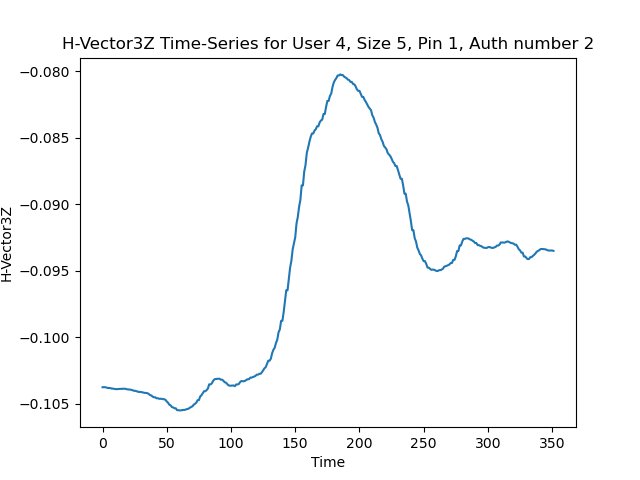 H-Vector3Z Time-Series for User 4, Size 5, Pin 1, Auth number 2
−0.080
−0.085
−0.090
−0.095
−0.100
−0.105
H-Vector3Z
0 50 100 150 200 250 300 350
Time